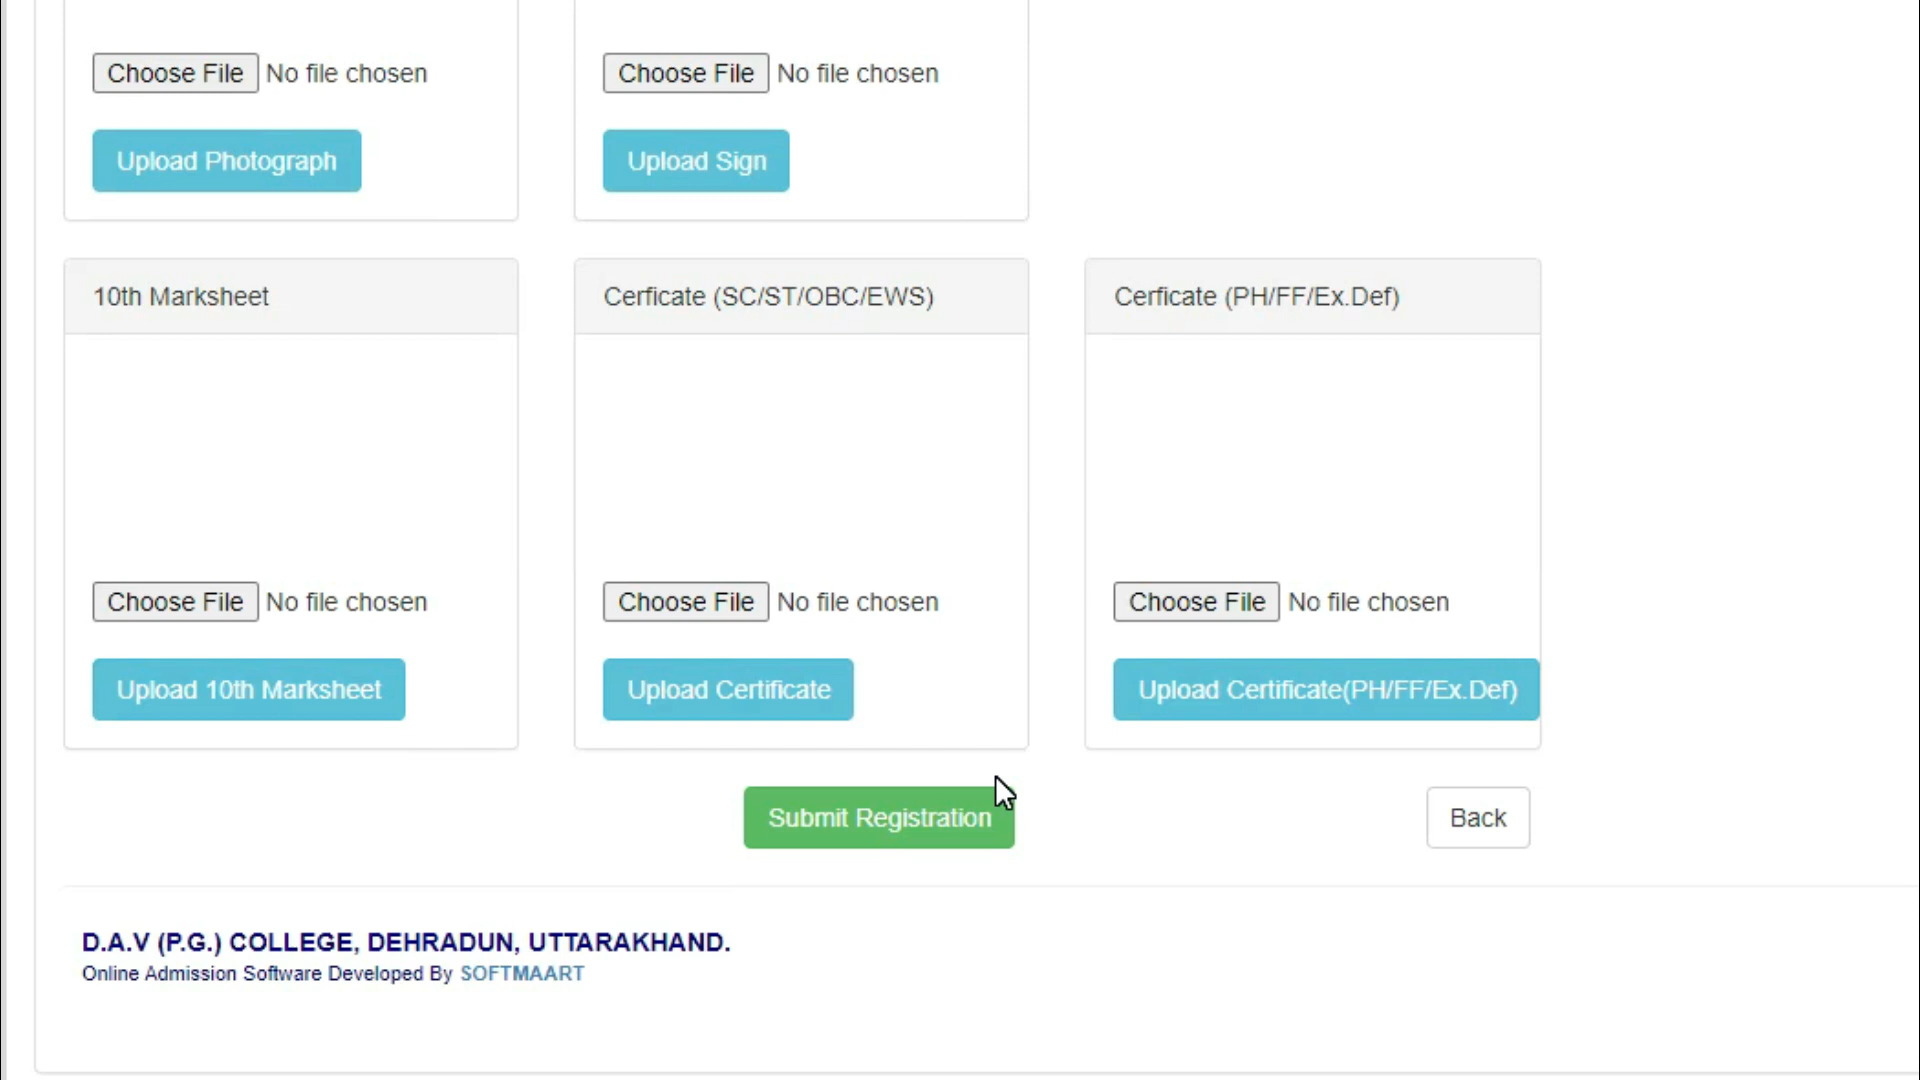 Choose File No file chosen
Choose File No file chosen
Upload Photograph
Upload Sign
10th Marksheet
Cerficate (SC/ST/OBC/EWS)
Cerficate (PH/FF/Ex.Def)
Choose File No file chosen
Choose File No file chosen
Choose File No file chosen
Upload 10th Marksheet
Upload Certificate
Upload Certificate(PH/FF/Ex.Def)
Submit Registration
Back
D.A.V (P.G.) COLLEGE, DEHRADUN, UTTARAKHAND.
Online Admission Software Developed By SOFTMAART